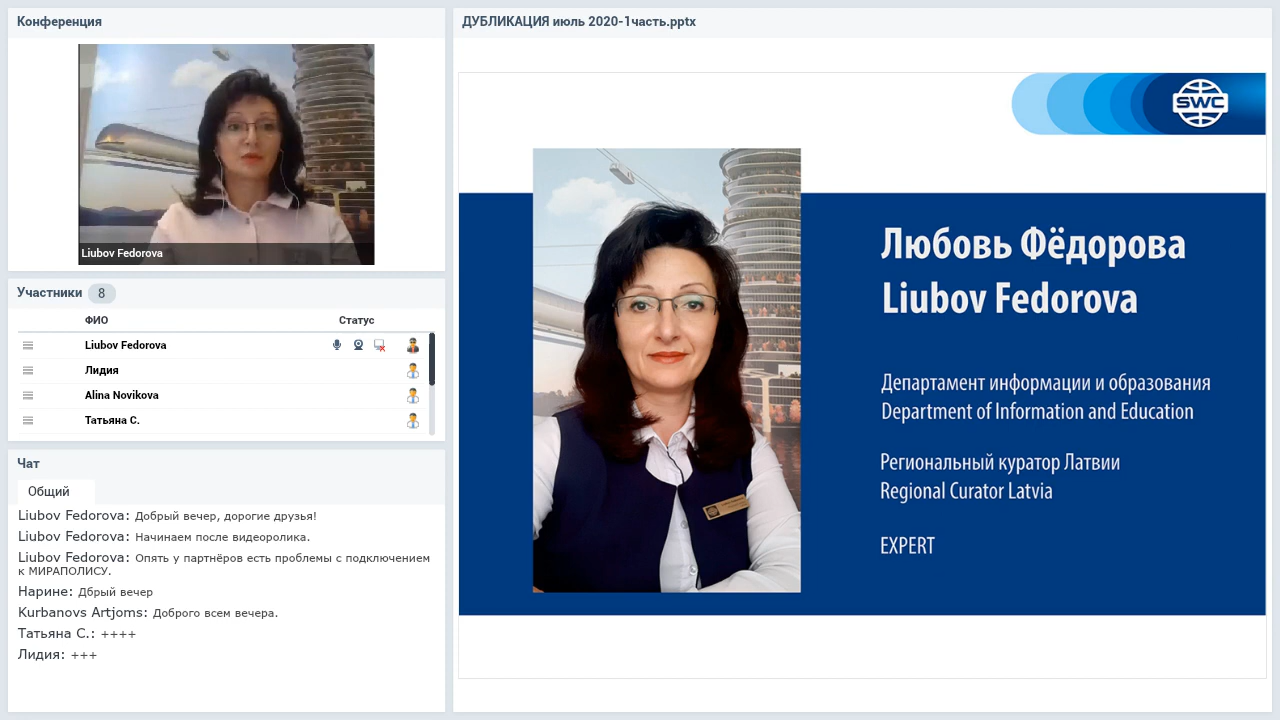 Конференция
Liubov Fedorova
Участники 8
ФИО Статус
Liubov Fedorova
Лидия
Alina Novikova
Татьяна С.
Чат
Общий
Liubov Fedorova: Добрый вечер, дорогие друзья!
Liubov Fedorova: Начинаем после видеоролика.
Liubov Fedorova: Опять у партнёров есть проблемы с подключением
к МИРАПОЛИСУ.
Нарине: Дбрый вечер
Kurbanovs Artjoms: Доброго всем вечера.
Татьяна С.: ++++
Лидия: +++
ДУБЛИКАЦИЯ июль 2020-1часть.pptx
SWC
Любовь Фёдорова
Liubov Fedorova
Департамент информации и образования
Department of Information and Education
Региональный куратор Латвии
Regional Curator Latvia
EXPERT